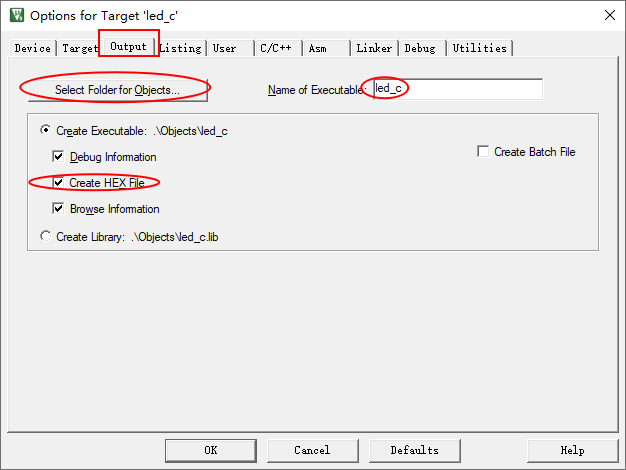 Options for Target 'led_c'
Device Target Output Listing User C/C++ Asm Linker Debug Utilities
Select Folder for Objects... Name of Executable: led_c
Create Executable: .\Objects\led_c
Debug Information Create Batch File
Create HEX File
Browse Information
Create Library: .\Objects\led_c.lib
OK Cancel Defaults Help